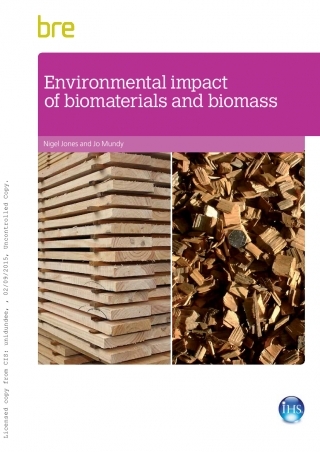 bre
Environmental impact
of biomaterials and biomass
Nigel Jones and Jo Mundy
Licensed copy from CIS: unidundee, , 02/09/2015, Uncontrolled Copy.
IHS